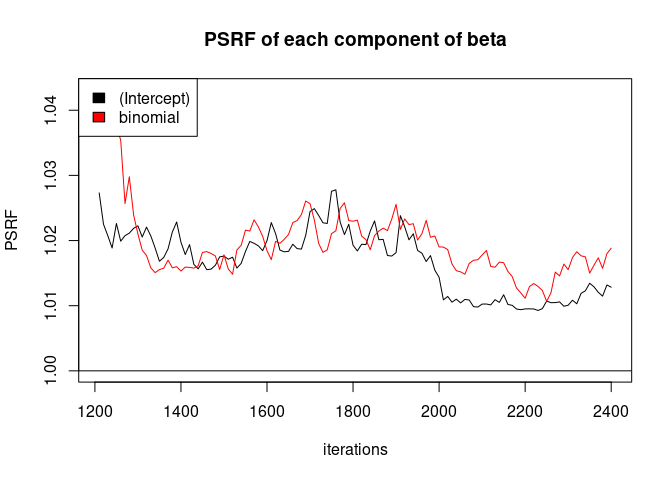 PSRF of each component of beta
(Intercept)
binomial
PSRF
1.04
1.03
1.02
1.01
1.00
1200 1400 1600 1800 2000 2200 2400
iterations